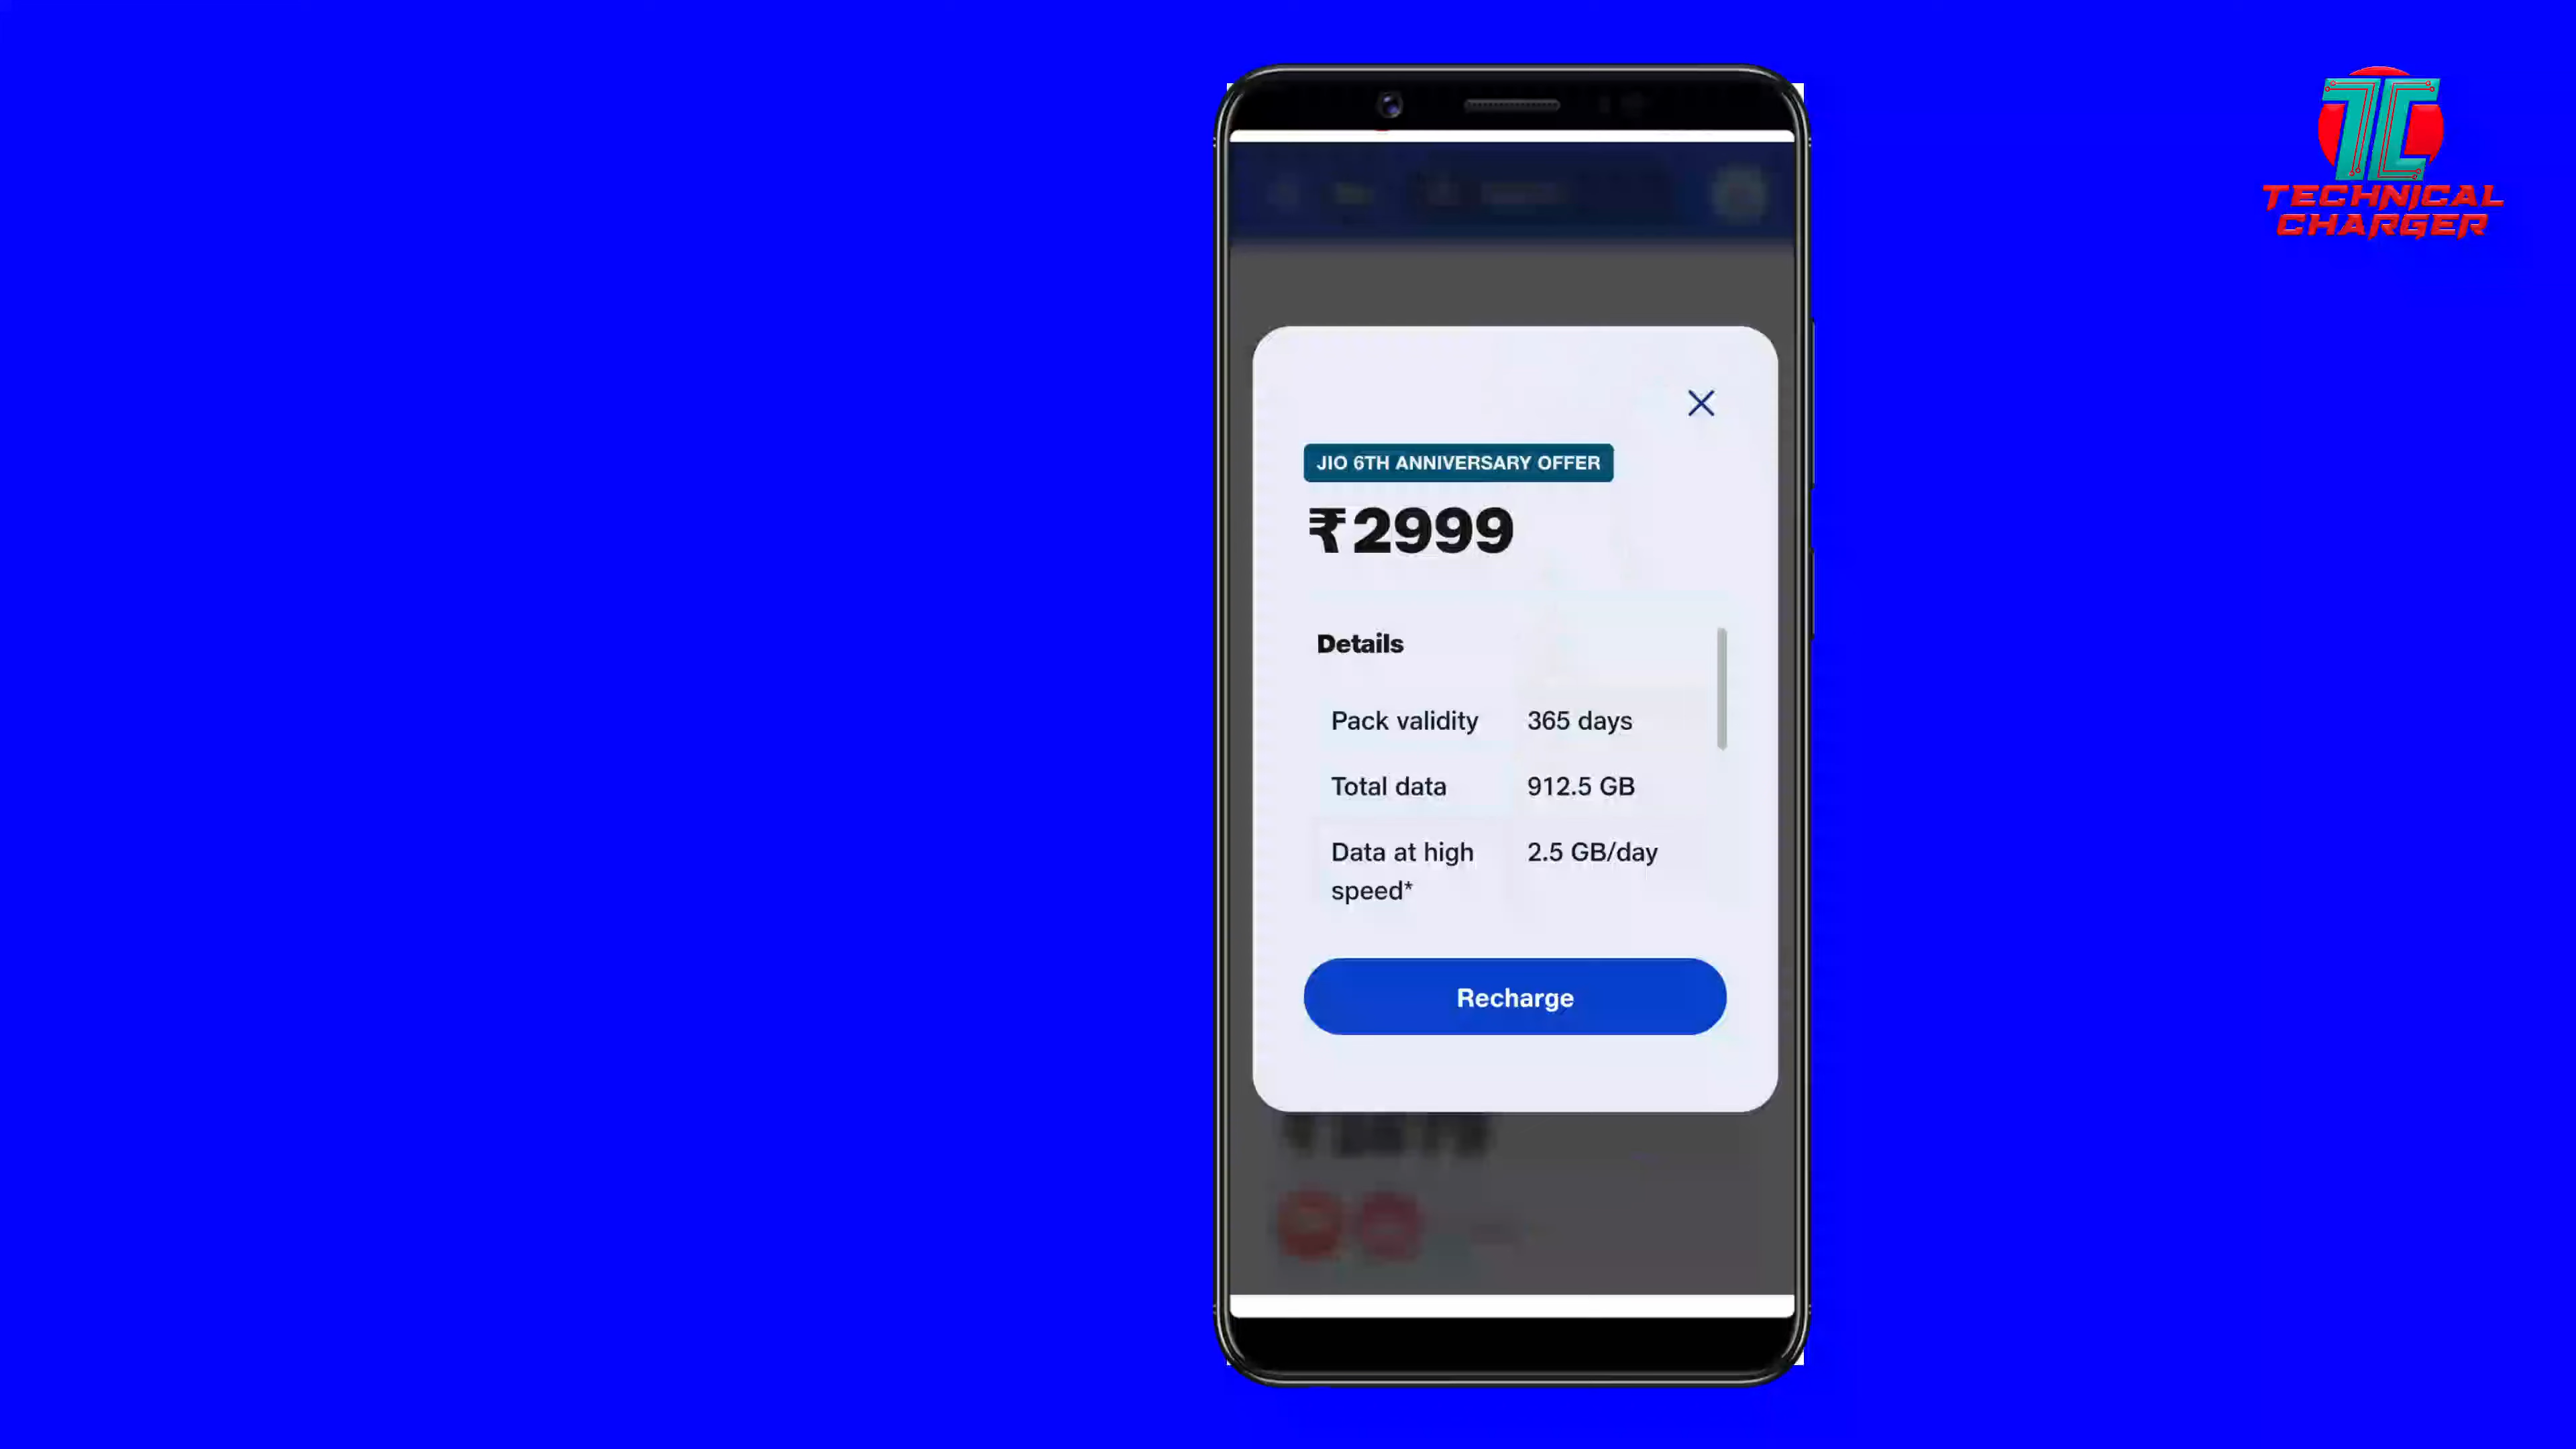 TECHNICAL
CHARGER
JIO 6TH ANNIVERSARY OFFER
₹2999
Details
Pack validity 365 days
Total data 912.5 GB
Data at high 2.5 GB/day
speed*
Recharge